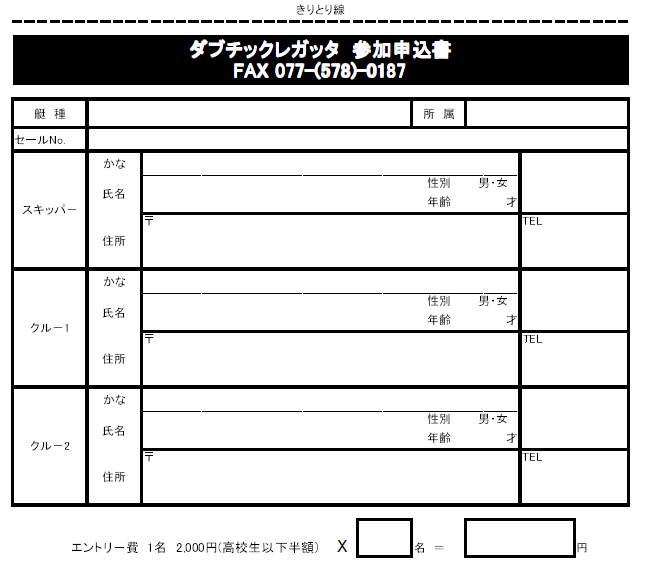 きりとり線
ダブチックレガッタ 参加申込書
FAX 077-(578)-0187
艇 種
所 属
セールNo.
スキッパー
かな
氏名
性別 男・女
年齢 才
住所
〒
TEL
クルー1
かな
氏名
性別 男・女
年齢 才
住所
〒
TEL
クルー2
かな
氏名
性別 男・女
年齢 才
住所
〒
TEL
エントリー費 1名 2,000円(高校生以下半額) X 名 = 円